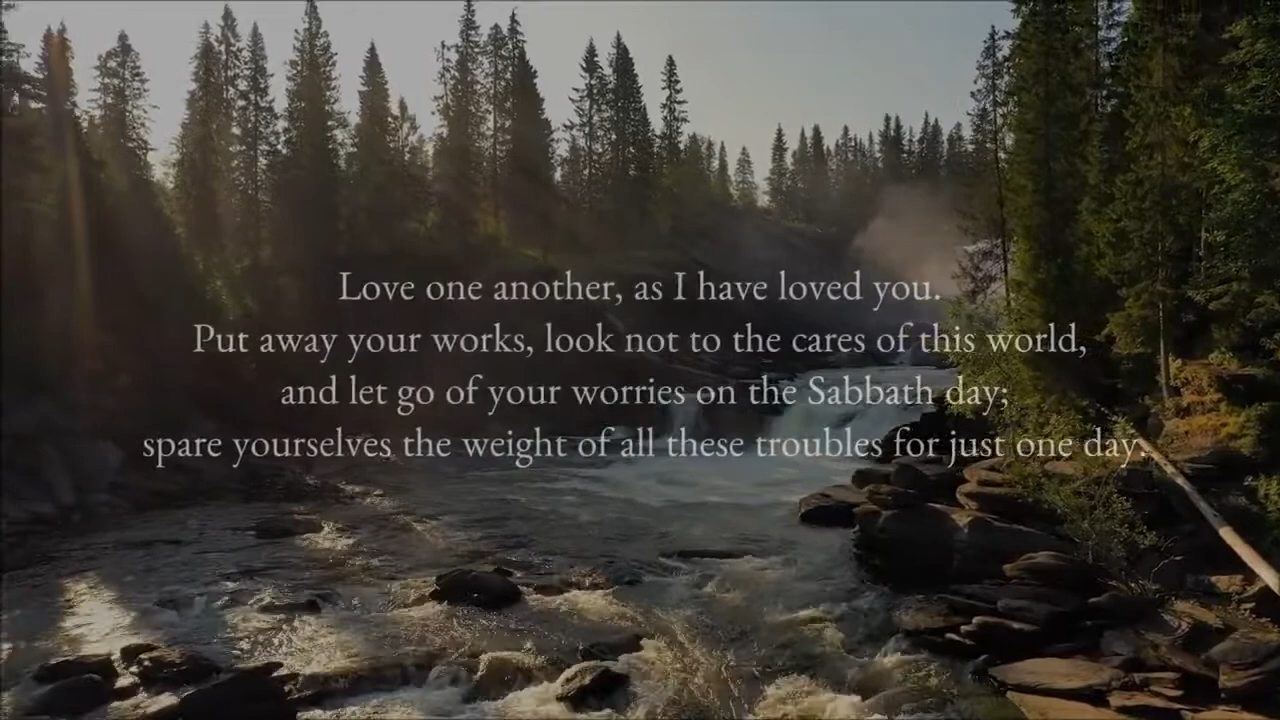 Love one another, as I have loved you.
Put away your works, look not to the cares of this world,
and let go of your worries on the Sabbath day;
spare yourselves the weight of all these troubles for just one day.